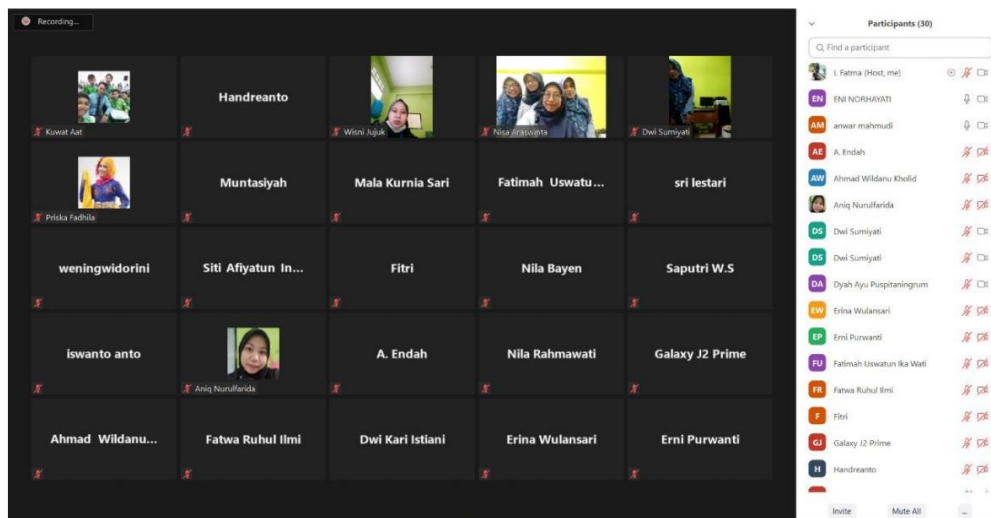 Recording...
Participants (30)
Find a participant
Kuwat Aat
Handreanto
Wisni Jujuk
Nisa Araswinta
Dwi Sumiyati
Priska Fadhila
Muntasiyah
Mala Kurnia Sari
Fatimah Uswatu...
sri lestari
weningwidorini
Siti Afiyatun In...
Fitri
Nila Bayen
Saputri W.S
iswanto anto
Aniq Nurulfarida
A. Endah
Nila Rahmawati
Galaxy J2 Prime
Ahmad Wildanu...
Fatwa Ruhul Ilmi
Dwi Kari Istiani
Erina Wulansari
Erni Purwanti
I. Fatma (Host, me)
EN ENI NORHAYATI
AM anwar mahmudi
AE A. Endah
AW Ahmad Wildanu Kholid
Aniq Nurulfarida
DS Dwi Sumiyati
DS Dwi Sumiyati
DA Dyah Ayu Puspitaningrum
EW Erina Wulansari
EP Erni Purwanti
FU Fatimah Uswatun Ika Wati
FR Fatwa Ruhul Ilmi
F Fitri
GJ Galaxy J2 Prime
H Handreanto
Invite Mute All ...